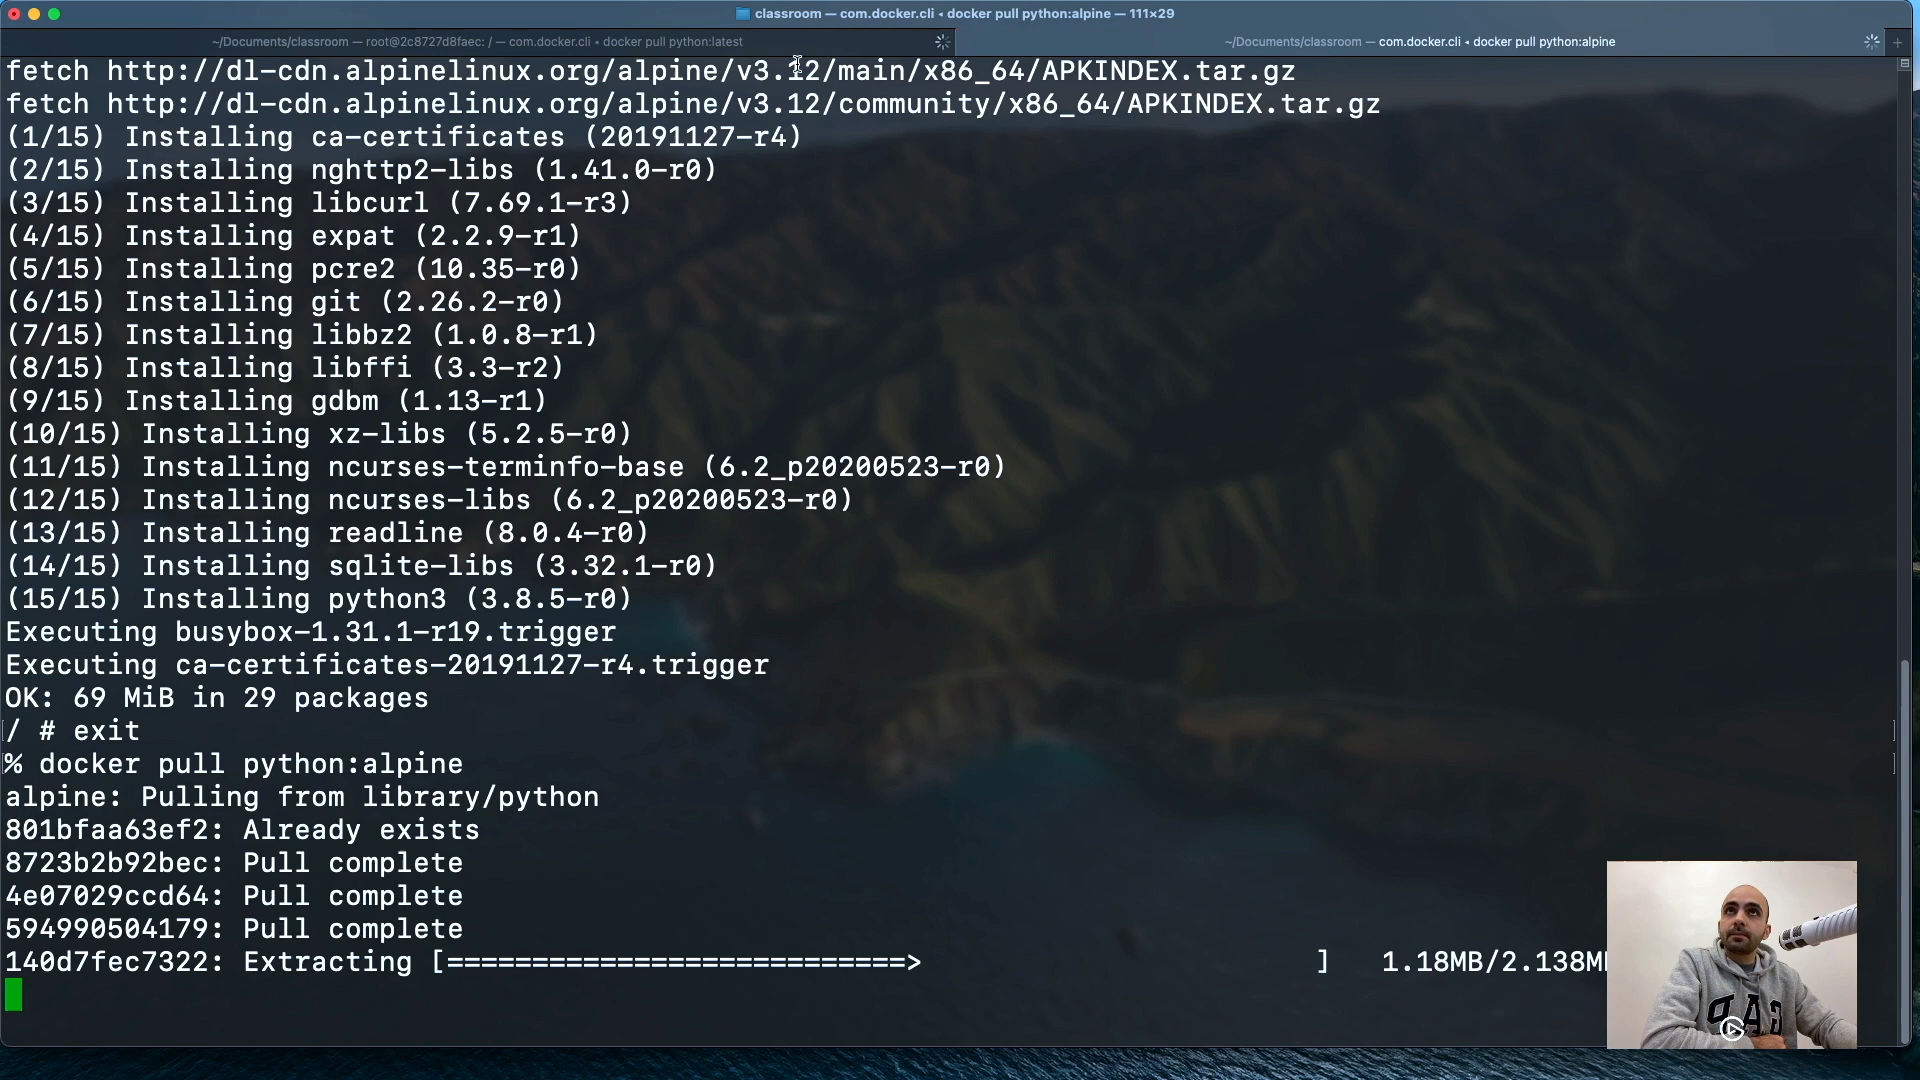 classroom — com.docker.cli ◂ docker pull python:alpine — 111×29
~/Documents/classroom — root@2c8727d8faec: / — com.docker.cli ◂ docker pull python:latest
~/Documents/classroom — com.docker.cli ◂ docker pull python:alpine
fetch http://dl-cdn.alpinelinux.org/alpine/v3.12/main/x86_64/APKINDEX.tar.gz
fetch http://dl-cdn.alpinelinux.org/alpine/v3.12/community/x86_64/APKINDEX.tar.gz
(1/15) Installing ca-certificates (20191127-r4)
(2/15) Installing nghttp2-libs (1.41.0-r0)
(3/15) Installing libcurl (7.69.1-r3)
(4/15) Installing expat (2.2.9-r1)
(5/15) Installing pcre2 (10.35-r0)
(6/15) Installing git (2.26.2-r0)
(7/15) Installing libbz2 (1.0.8-r1)
(8/15) Installing libffi (3.3-r2)
(9/15) Installing gdbm (1.13-r1)
(10/15) Installing xz-libs (5.2.5-r0)
(11/15) Installing ncurses-terminfo-base (6.2_p20200523-r0)
(12/15) Installing ncurses-libs (6.2_p20200523-r0)
(13/15) Installing readline (8.0.4-r0)
(14/15) Installing sqlite-libs (3.32.1-r0)
(15/15) Installing python3 (3.8.5-r0)
Executing busybox-1.31.1-r19.trigger
Executing ca-certificates-20191127-r4.trigger
OK: 69 MiB in 29 packages
/ # exit
% docker pull python:alpine
alpine: Pulling from library/python
801bfaa63ef2: Already exists
8723b2b92bec: Pull complete
4e07029ccd64: Pull complete
594990504179: Pull complete
140d7fec7322: Extracting [===========================>                       ]   1.18MB/2.138M
GAP